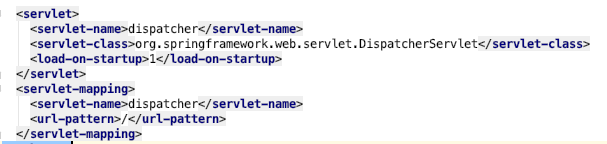 <servlet>
<servlet-name>dispatcher</servlet-name>
<servlet-class>org.springframework.web.servlet.DispatcherServlet</servlet-class>
<load-on-startup>1</load-on-startup>
</servlet>
<servlet-mapping>
<servlet-name>dispatcher</servlet-name>
<url-pattern>/</url-pattern>
</servlet-mapping>